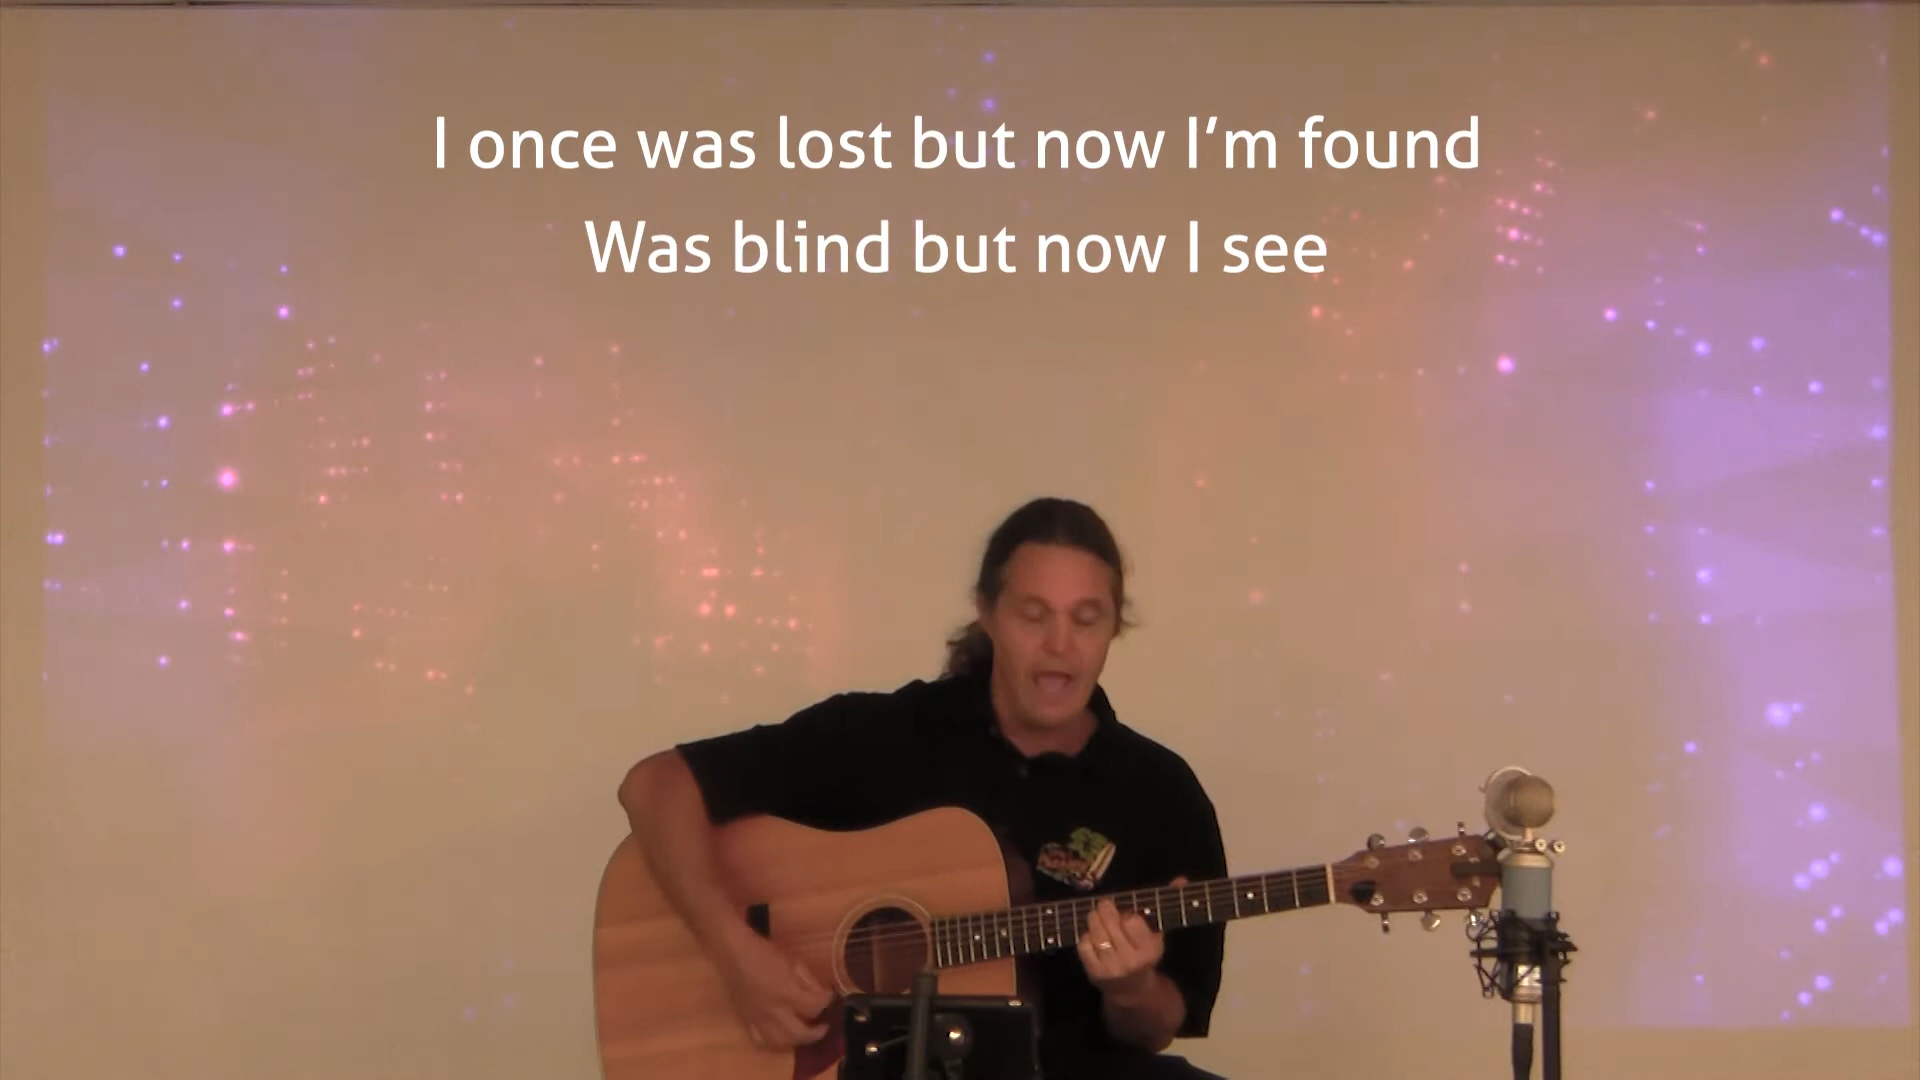 I once was lost but now I’m found
Was blind but now I see